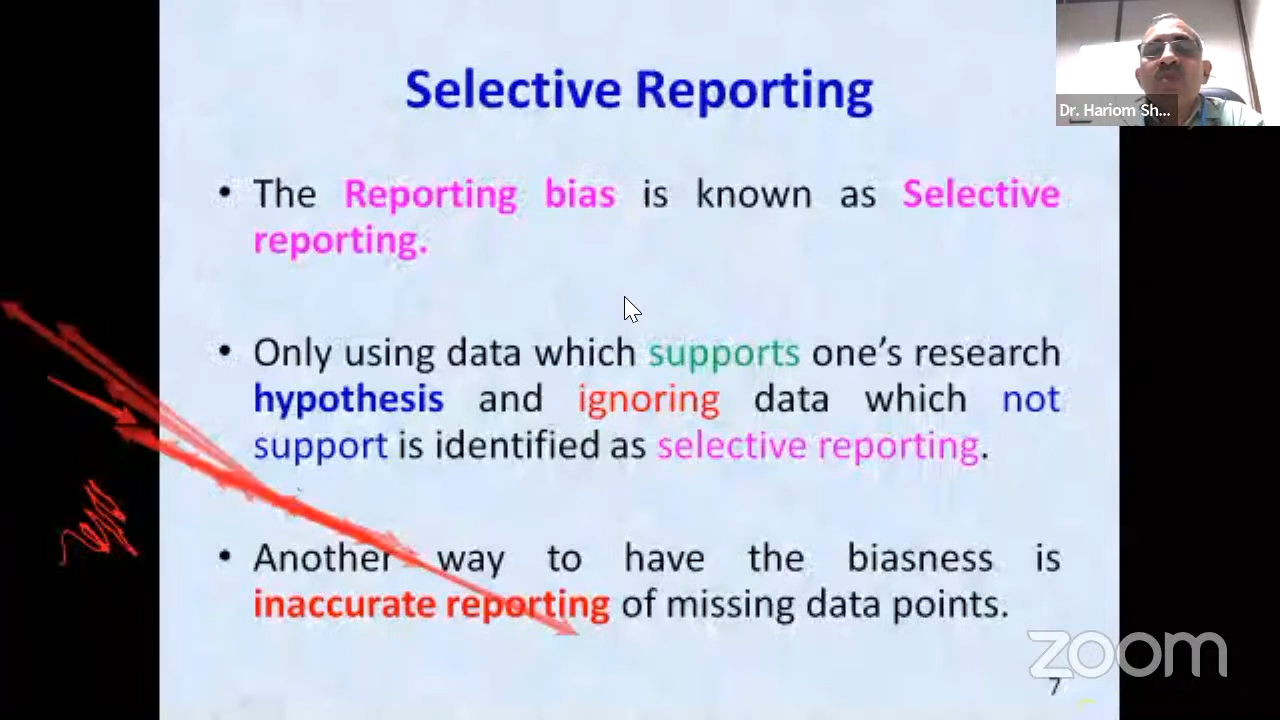 Selective Reporting
Dr. Hariom Sh...
• The Reporting bias is known as Selective
reporting.
• Only using data which supports one's research
hypothesis and ignoring data which not
support is identified as selective reporting.
• Another way to have the biasness is
inaccurate reporting of missing data points.
zoom
7